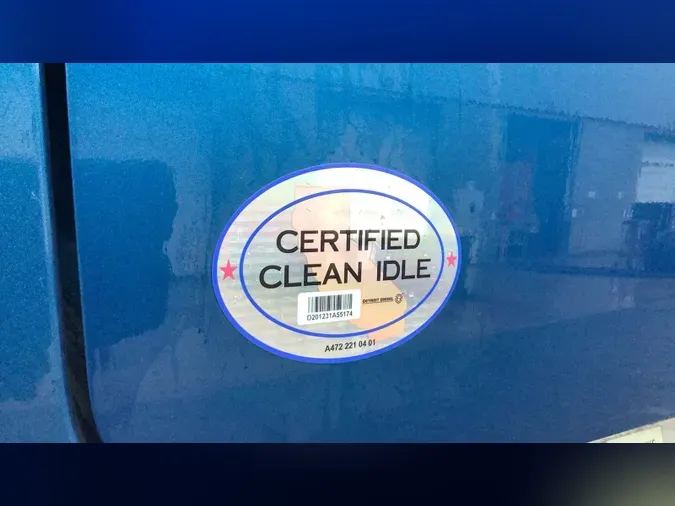 CERTIFIED
CLEAN IDLE
DETROIT DIESEL
D201231A55174
A472 221 04 01